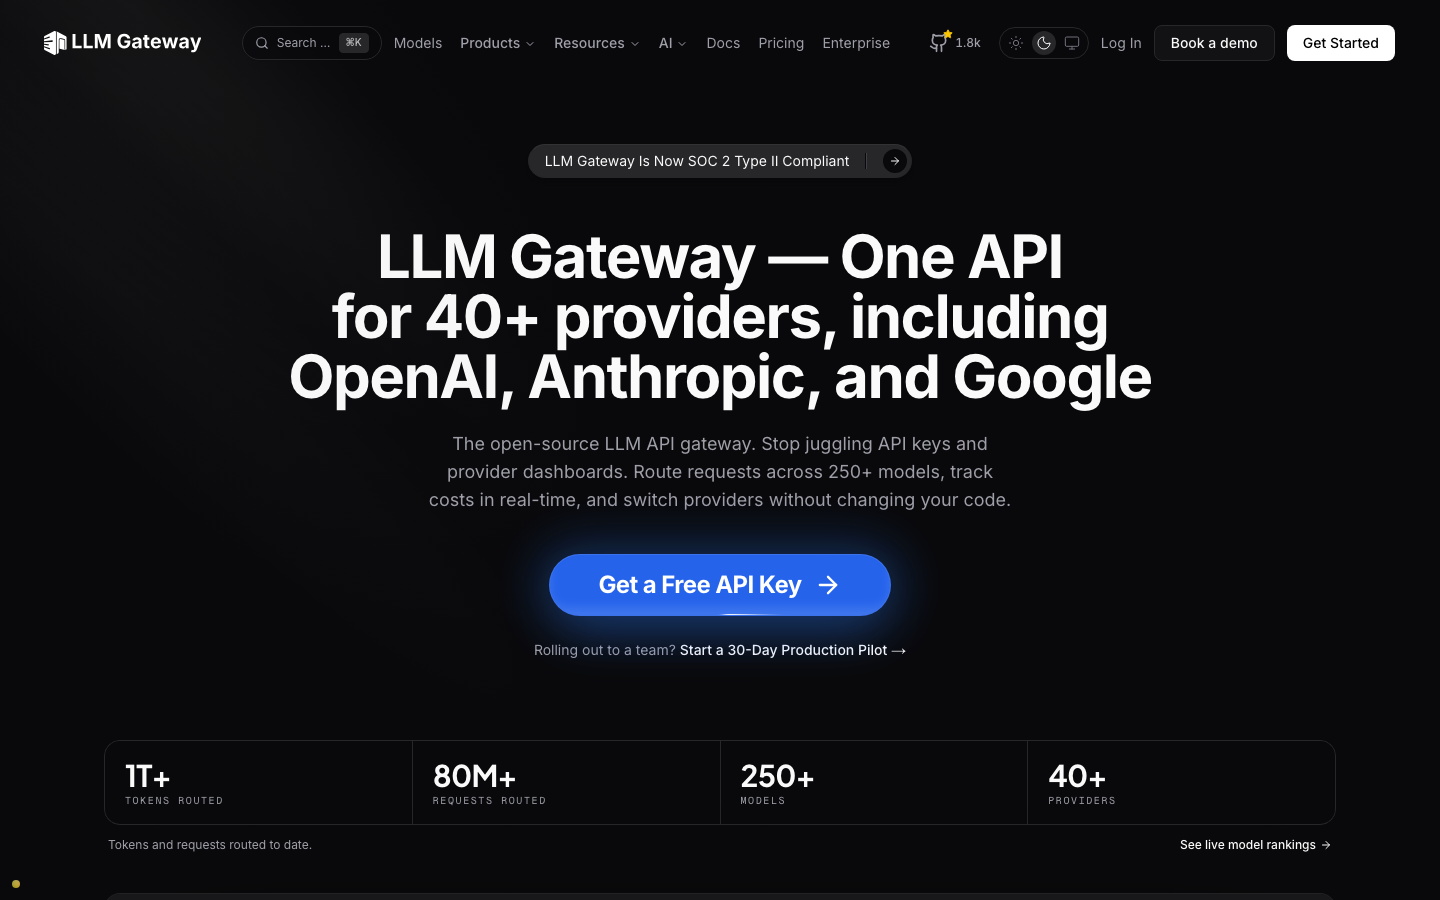 LLM Gateway
Search ... ⌘K
Models
Products
Resources
AI
Docs
Pricing
Enterprise
1.8k
Log In
Book a demo
Get Started
LLM Gateway Is Now SOC 2 Type II Compliant
LLM Gateway — One API
for 40+ providers, including
OpenAI, Anthropic, and Google
The open-source LLM API gateway. Stop juggling API keys and
provider dashboards. Route requests across 250+ models, track
costs in real-time, and switch providers without changing your code.
Get a Free API Key →
Rolling out to a team? Start a 30-Day Production Pilot →
1T+
TOKENS ROUTED
80M+
REQUESTS ROUTED
250+
MODELS
40+
PROVIDERS
Tokens and requests routed to date.
See live model rankings →